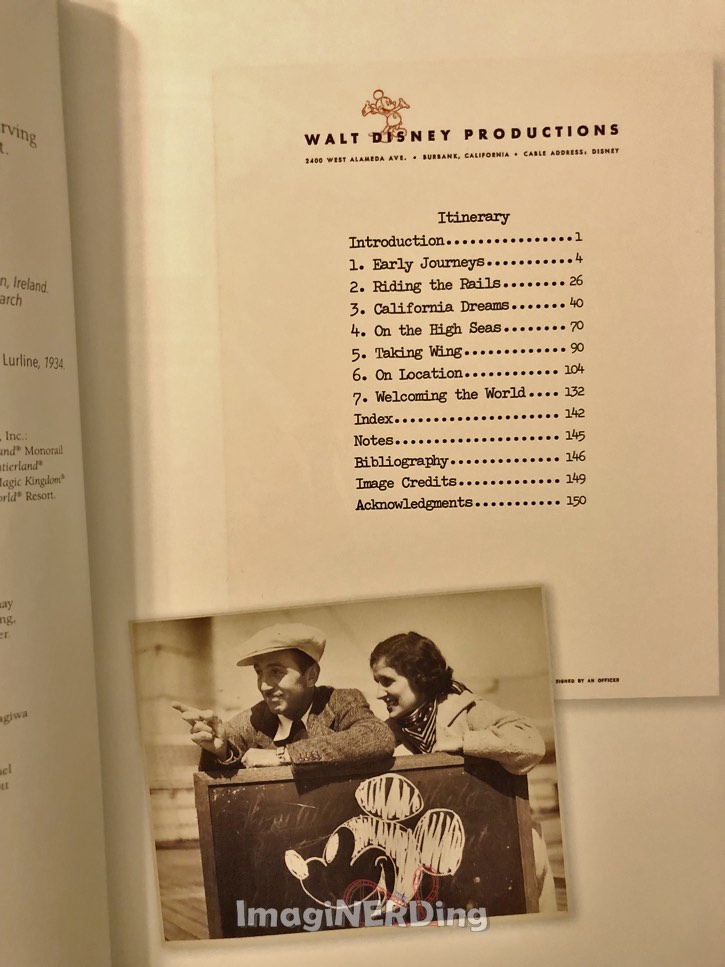 rving
t.
n, Ireland.
arch
Lurline, 1934.
, Inc.:
and® Monorail
tierland®
Magic Kingdom®
orld® Resort.
ay
ng,
er.
agiwa
el
tt
WALT DISNEY PRODUCTIONS
2400 WEST ALAMEDA AVE. • BURBANK, CALIFORNIA • CABLE ADDRESS: DISNEY
Itinerary
Introduction.................1
1. Early Journeys............4
2. Riding the Rails........ 26
3. California Dreams....... 40
4. On the High Seas........ 70
5. Taking Wing............. 90
6. On Location............. 104
7. Welcoming the World.... 132
Index...................... 142
Notes...................... 145
Bibliography............... 146
Image Credits.............. 149
Acknowledgments............ 150
SIGNED BY AN OFFICER
ImagiNERDing